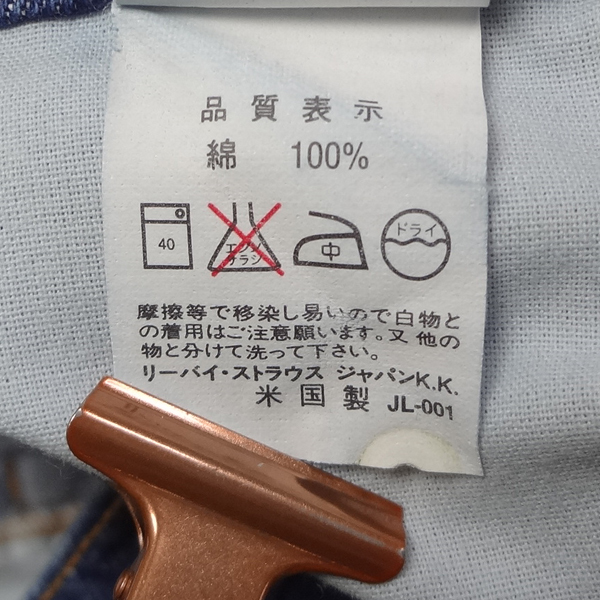 品質表示
綿 100%
40
エンソ
サラシ
中
ドライ
摩擦等で移染し易いので白物と
の着用はご注意願います。又 他の
物と分けて洗って下さい。
リーバイ・ストラウス ジャパンK.K.
米国製 JL-001